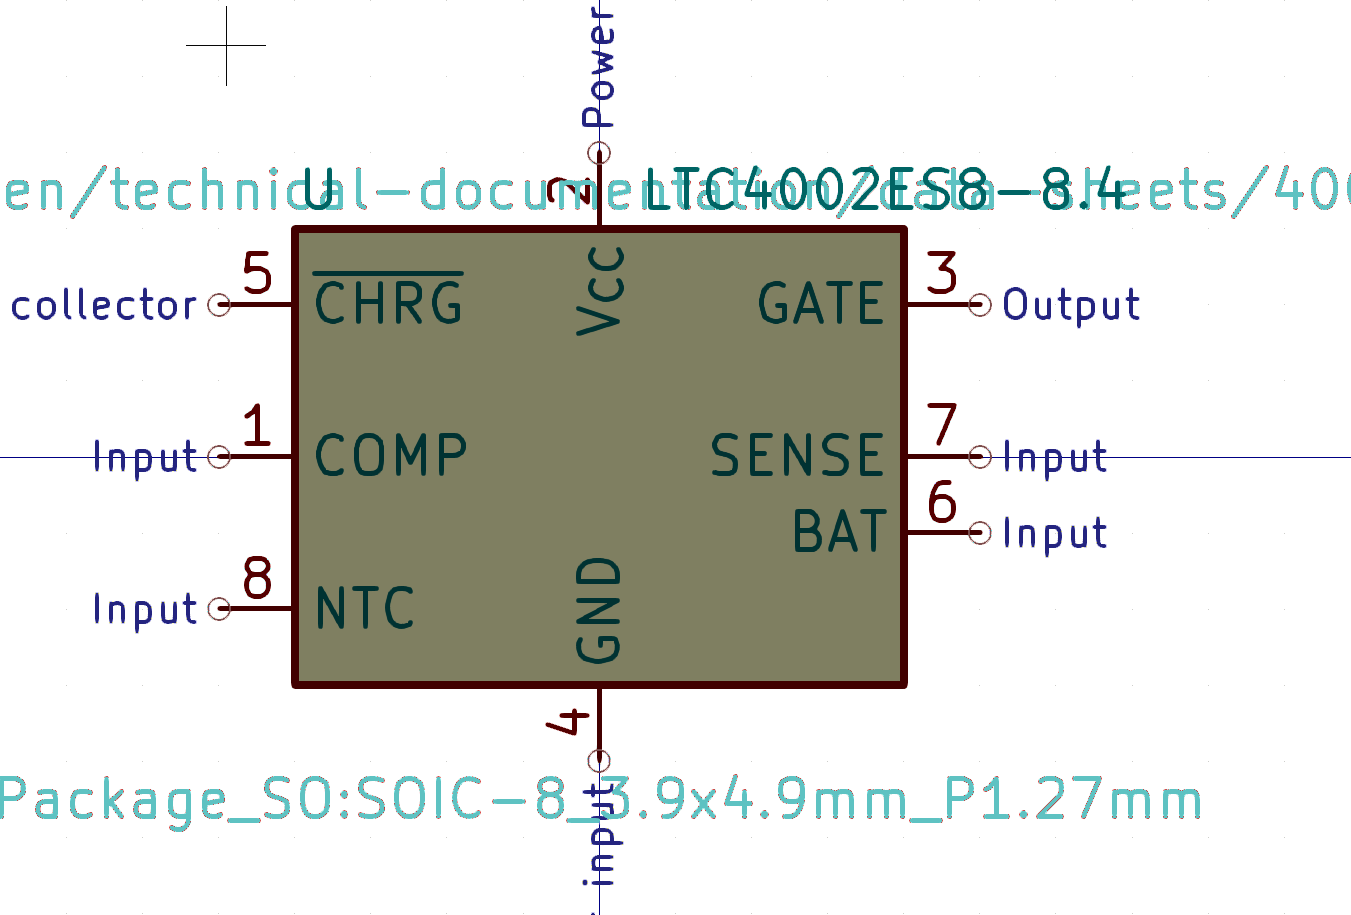 Power
en/technical-documentation/data-sheets/400
U
LTC4002ES8-8.4
2
5
CHRG
VCC
GATE
3
collector
Output
1
COMP
SENSE
7
Input
Input
6
BAT
Input
8
NTC
GND
Input
4
Package_SO:SOIC-8_3.9x4.9mm_P1.27mm
input